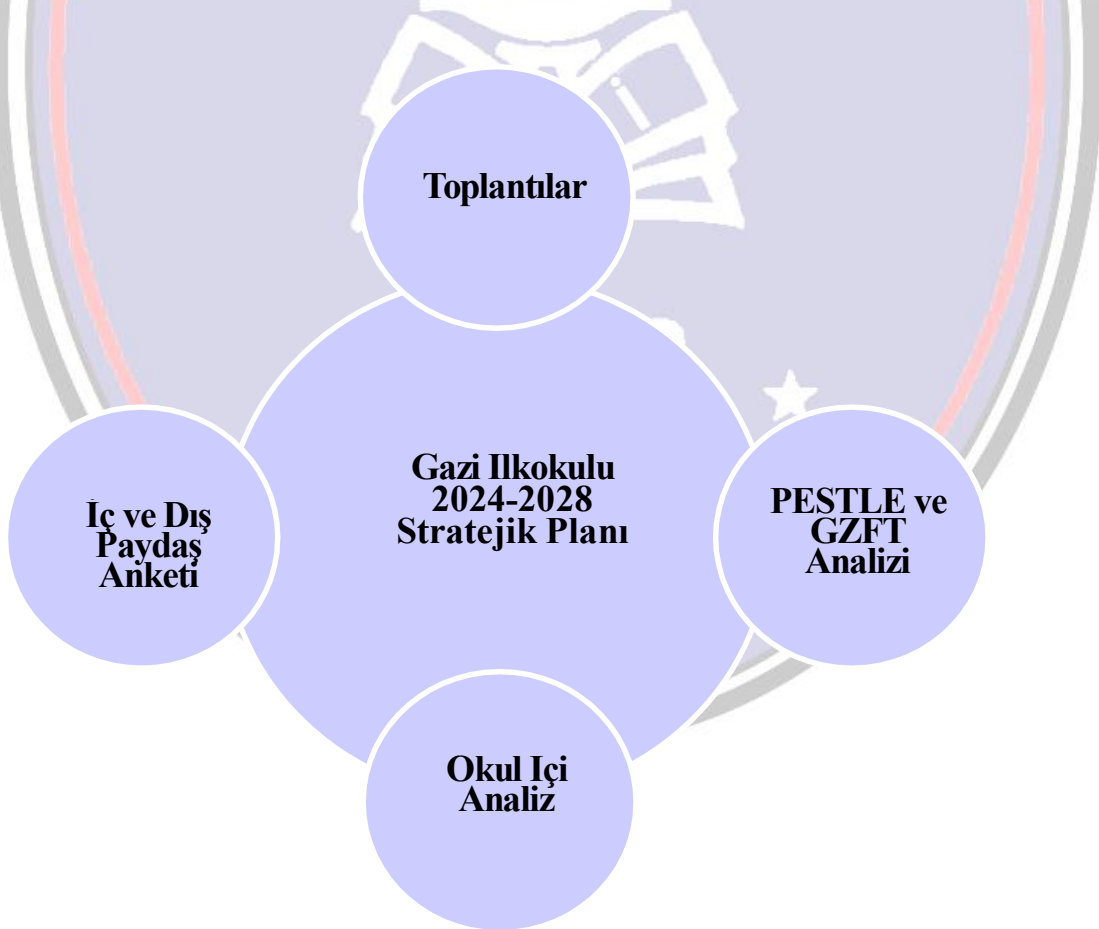 Toplantılar
Gazi Ilkokulu
2024-2028
Stratejik Planı
İç ve Dış
Paydaş
Anketi
PESTLE ve
GZFT
Analizi
Okul Içi
Analiz